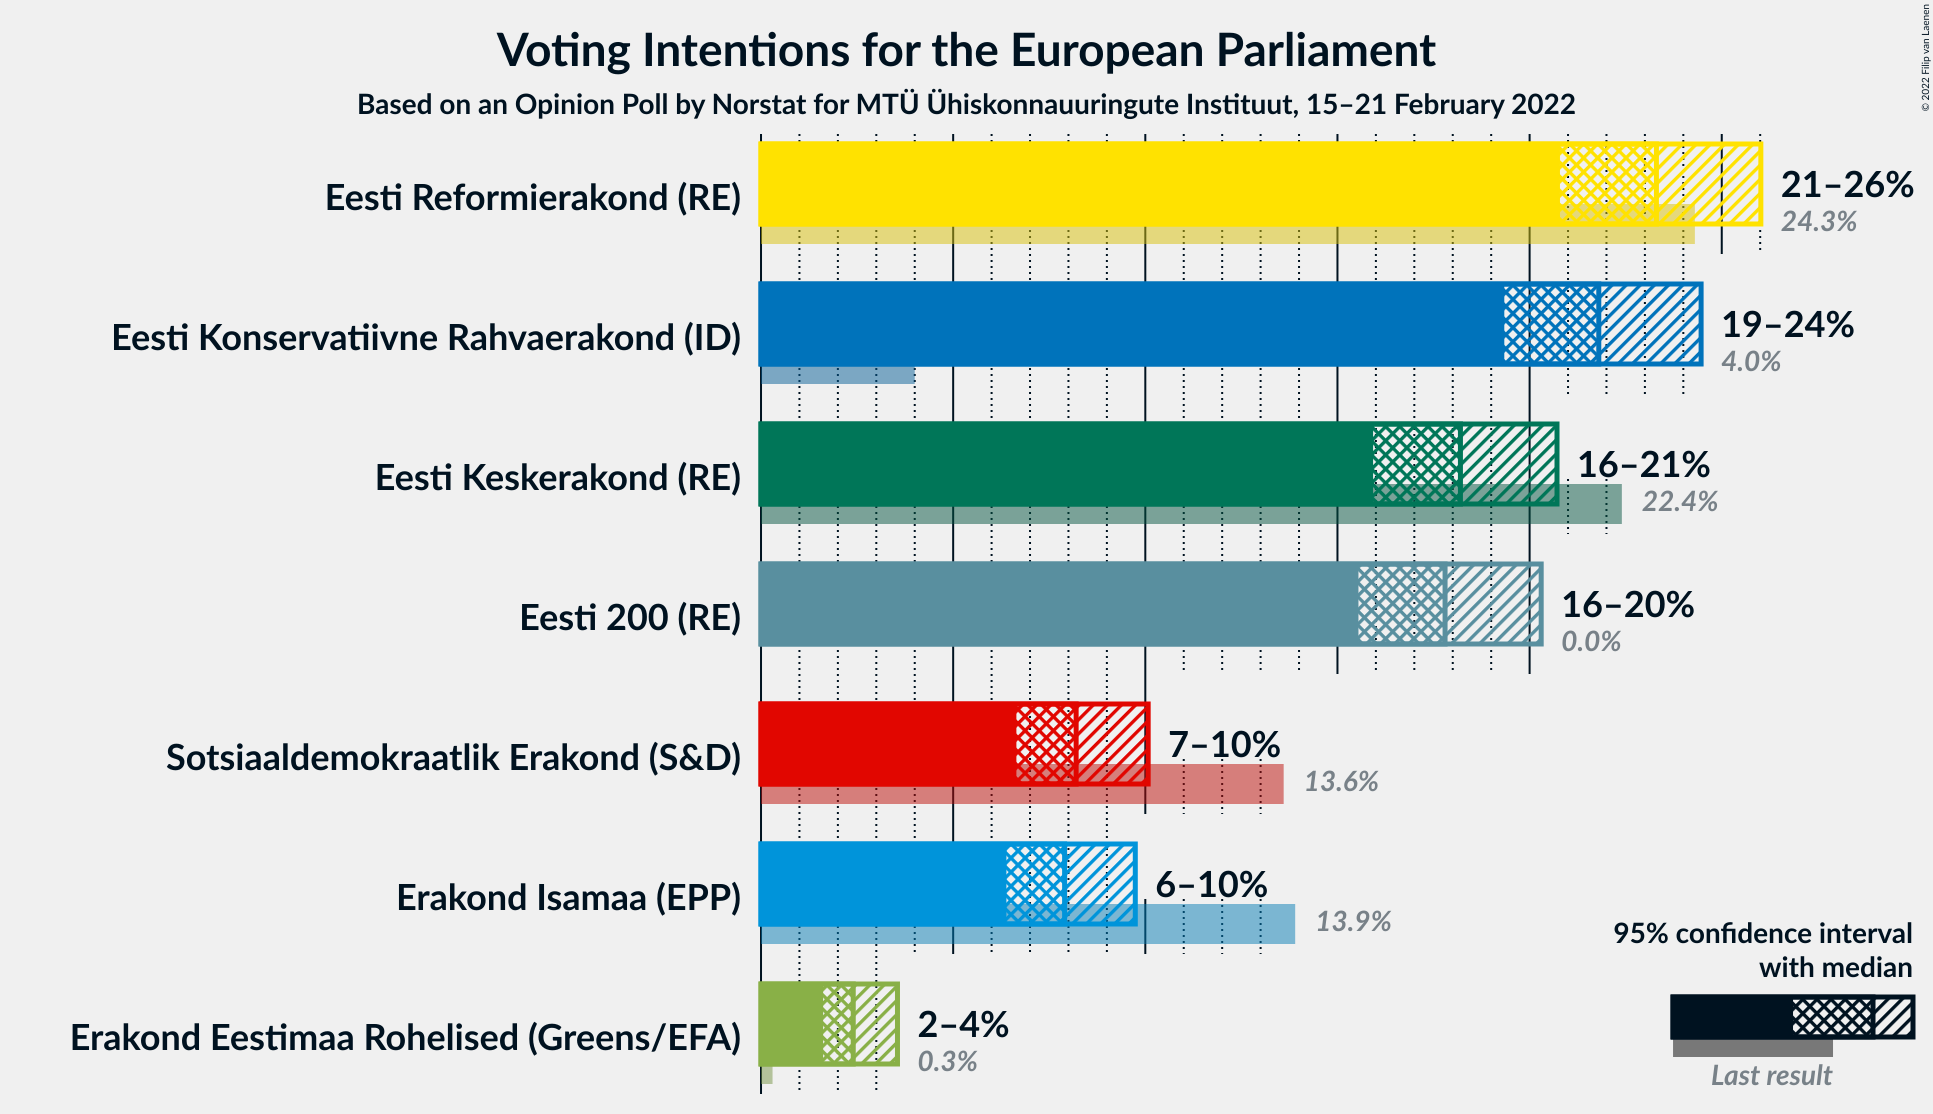 Voting Intentions for the European Parliament
Based on an Opinion Poll by Norstat for MTÜ Ühiskonnauuringute Instituut, 15–21 February 2022
© 2022 Filip van Laenen
Eesti Reformierakond (RE)
21–26%
24.3%
Eesti Konservatiivne Rahvaerakond (ID)
19–24%
4.0%
Eesti Keskerakond (RE)
16–21%
22.4%
Eesti 200 (RE)
16–20%
0.0%
Sotsiaaldemokraatlik Erakond (S&D)
7–10%
13.6%
Erakond Isamaa (EPP)
6–10%
13.9%
Erakond Eestimaa Rohelised (Greens/EFA)
2–4%
0.3%
95% confidence interval
with median
Last result